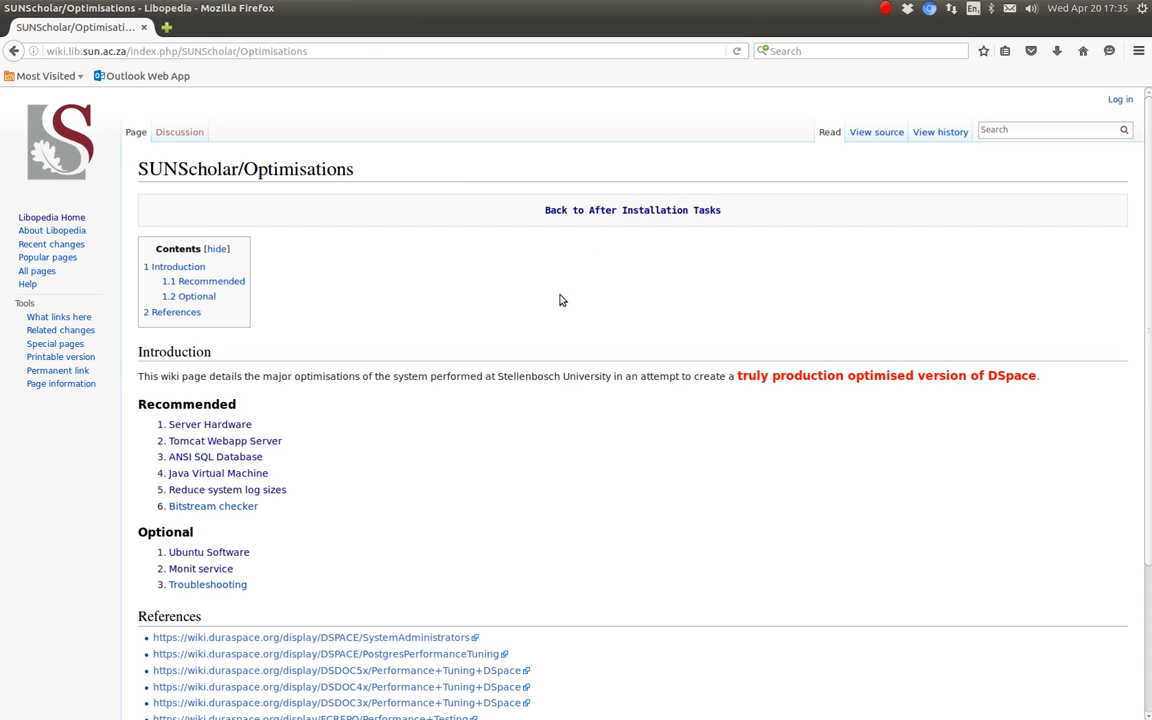 SUNScholar/Optimisations - Libopedia - Mozilla Firefox
En
Wed Apr 20 17:35
SUNScholar/Optimisati...
wiki.lib.sun.ac.za/index.php/SUNScholar/Optimisations
Search
Most Visited
Outlook Web App
Log in
Page
Discussion
Read
View source
View history
Search
S
SUNScholar/Optimisations
Back to After Installation Tasks
Libopedia Home
About Libopedia
Recent changes
Popular pages
All pages
Help
Tools
What links here
Related changes
Special pages
Printable version
Permanent link
Page information
Contents [hide]
1 Introduction
1.1 Recommended
1.2 Optional
2 References
Introduction
This wiki page details the major optimisations of the system performed at Stellenbosch University in an attempt to create a truly production optimised version of DSpace.
Recommended
1. Server Hardware
2. Tomcat Webapp Server
3. ANSI SQL Database
4. Java Virtual Machine
5. Reduce system log sizes
6. Bitstream checker
Optional
1. Ubuntu Software
2. Monit service
3. Troubleshooting
References
https://wiki.duraspace.org/display/DSPACE/SystemAdministrators
https://wiki.duraspace.org/display/DSPACE/PostgresPerformanceTuning
https://wiki.duraspace.org/display/DSDOC5x/Performance+Tuning+DSpace
https://wiki.duraspace.org/display/DSDOC4x/Performance+Tuning+DSpace
https://wiki.duraspace.org/display/DSDOC3x/Performance+Tuning+DSpace
https://wiki.duraspace.org/display/FCREPO/Performance+Testing